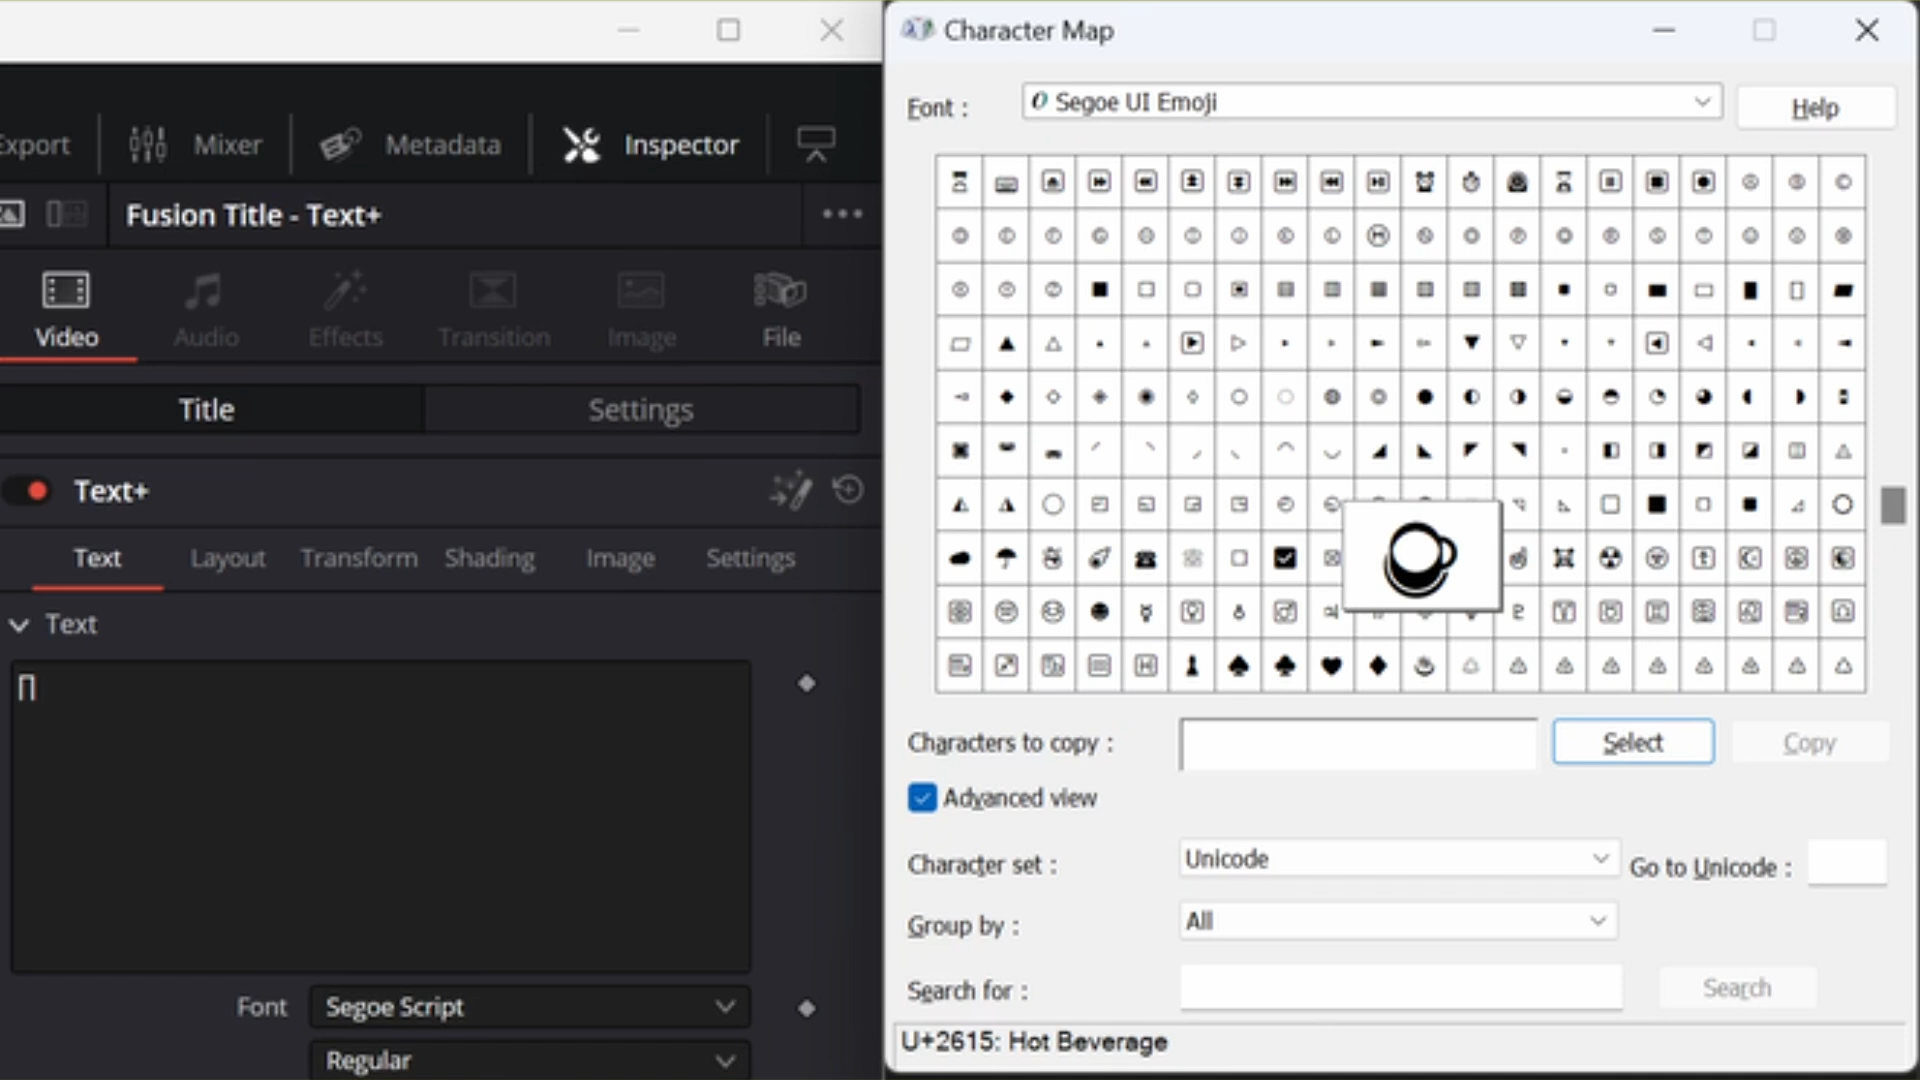 Export
Mixer
Metadata
Inspector
Fusion Title - Text+
Video
Audio
Effects
Transition
Image
File
Title
Settings
Text+
Text
Layout
Transform
Shading
Image
Settings
Text
Font
Segoe Script
Regular
Character Map
Font :
Segoe UI Emoji
Help
Characters to copy :
Select
Copy
Advanced view
Character set :
Unicode
Go to Unicode :
Group by :
All
Search for :
Search
U+2615: Hot Beverage